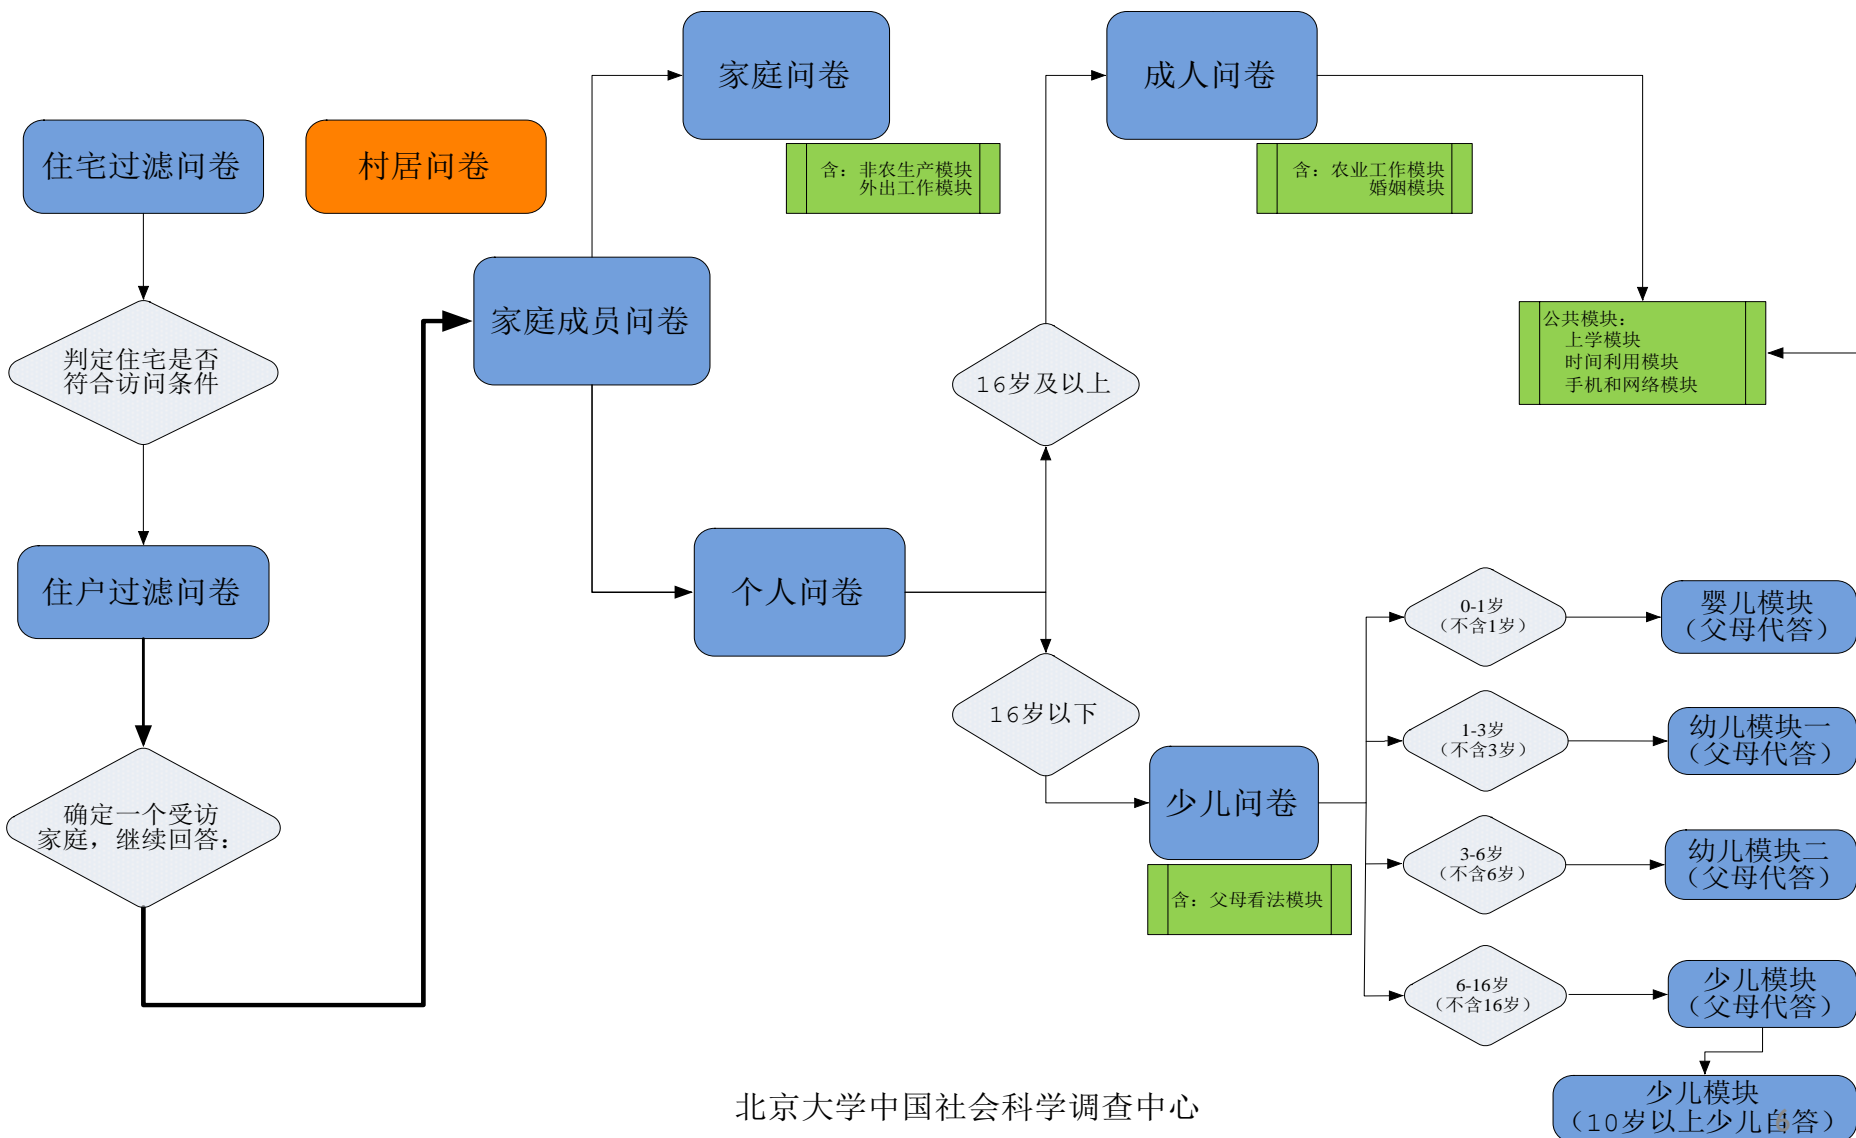 家庭问卷
成人问卷
住宅过滤问卷
村居问卷
含：非农生产模块
外出工作模块
含：农业工作模块
婚姻模块
家庭成员问卷
公共模块：
上学模块
时间利用模块
手机和网络模块
判定住宅是否
符合访问条件
16岁及以上
住户过滤问卷
个人问卷
0-1岁
（不含1岁）
婴儿模块
（父母代答）
16岁以下
1-3岁
（不含3岁）
幼儿模块一
（父母代答）
确定一个受访
家庭，继续回答：
少儿问卷
3-6岁
（不含6岁）
幼儿模块二
（父母代答）
含：父母看法模块
6-16岁
（不含16岁）
少儿模块
（父母代答）
少儿模块
（10岁以上少儿自答）
北京大学中国社会科学调查中心